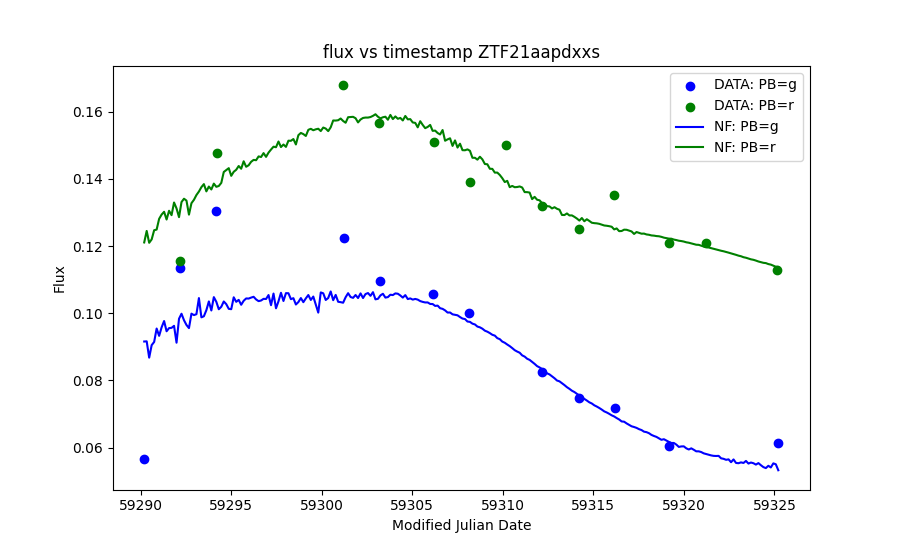 flux vs timestamp ZTF21aapdxxs
DATA: PB=g
DATA: PB=r
NF: PB=g
NF: PB=r
Flux
0.16
0.14
0.12
0.10
0.08
0.06
59290 59295 59300 59305 59310 59315 59320 59325
Modified Julian Date